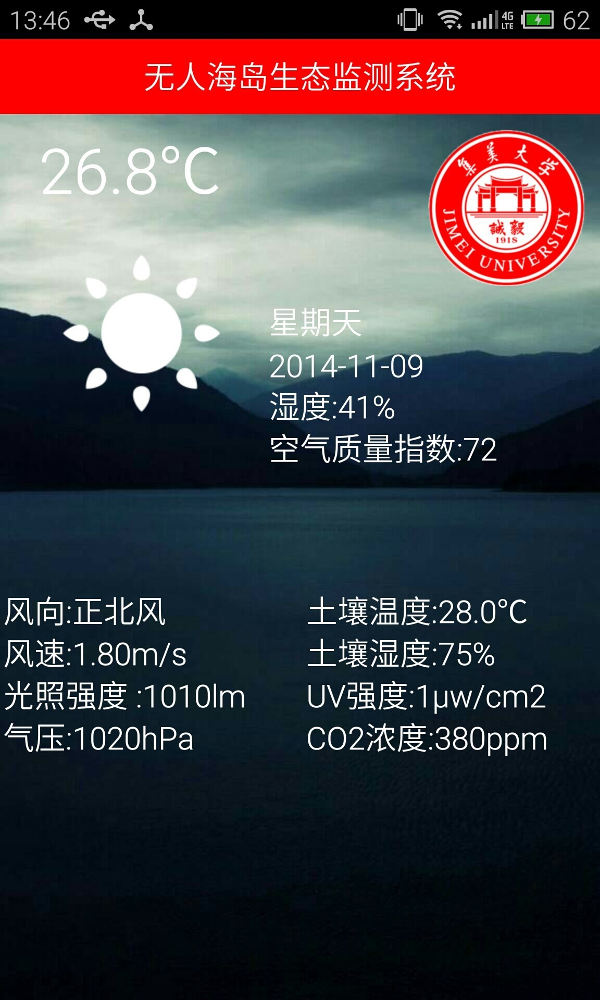 13:46
4G
LTE
62
无人海岛生态监测系统
26.8℃
集美大学
誠毅
1918
JIMEI UNIVERSITY
星期天
2014-11-09
湿度:41%
空气质量指数:72
风向:正北风
风速:1.80m/s
光照强度 :1010lm
气压:1020hPa
土壤温度:28.0℃
土壤湿度:75%
UV强度:1μw/cm2
CO2浓度:380ppm